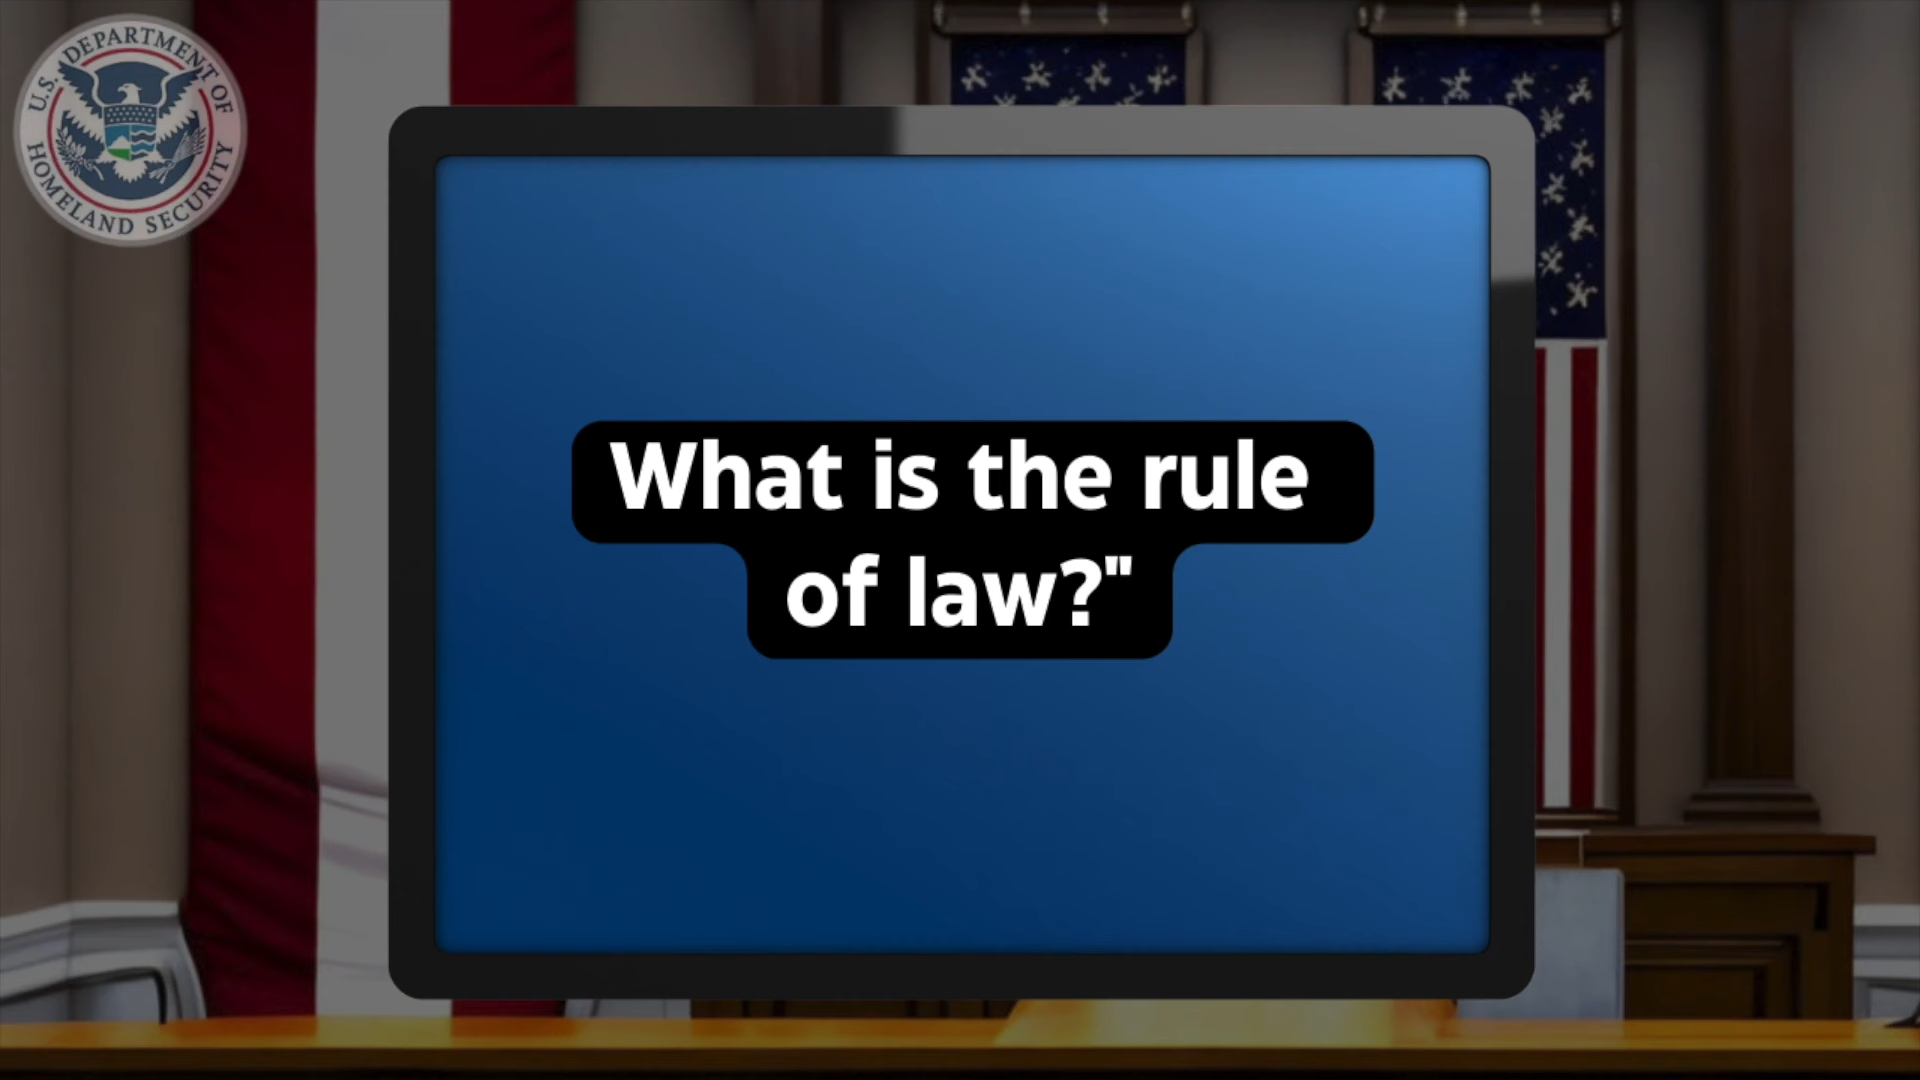 U.S. DEPARTMENT OF
HOMELAND SECURITY
What is the rule
of law?"